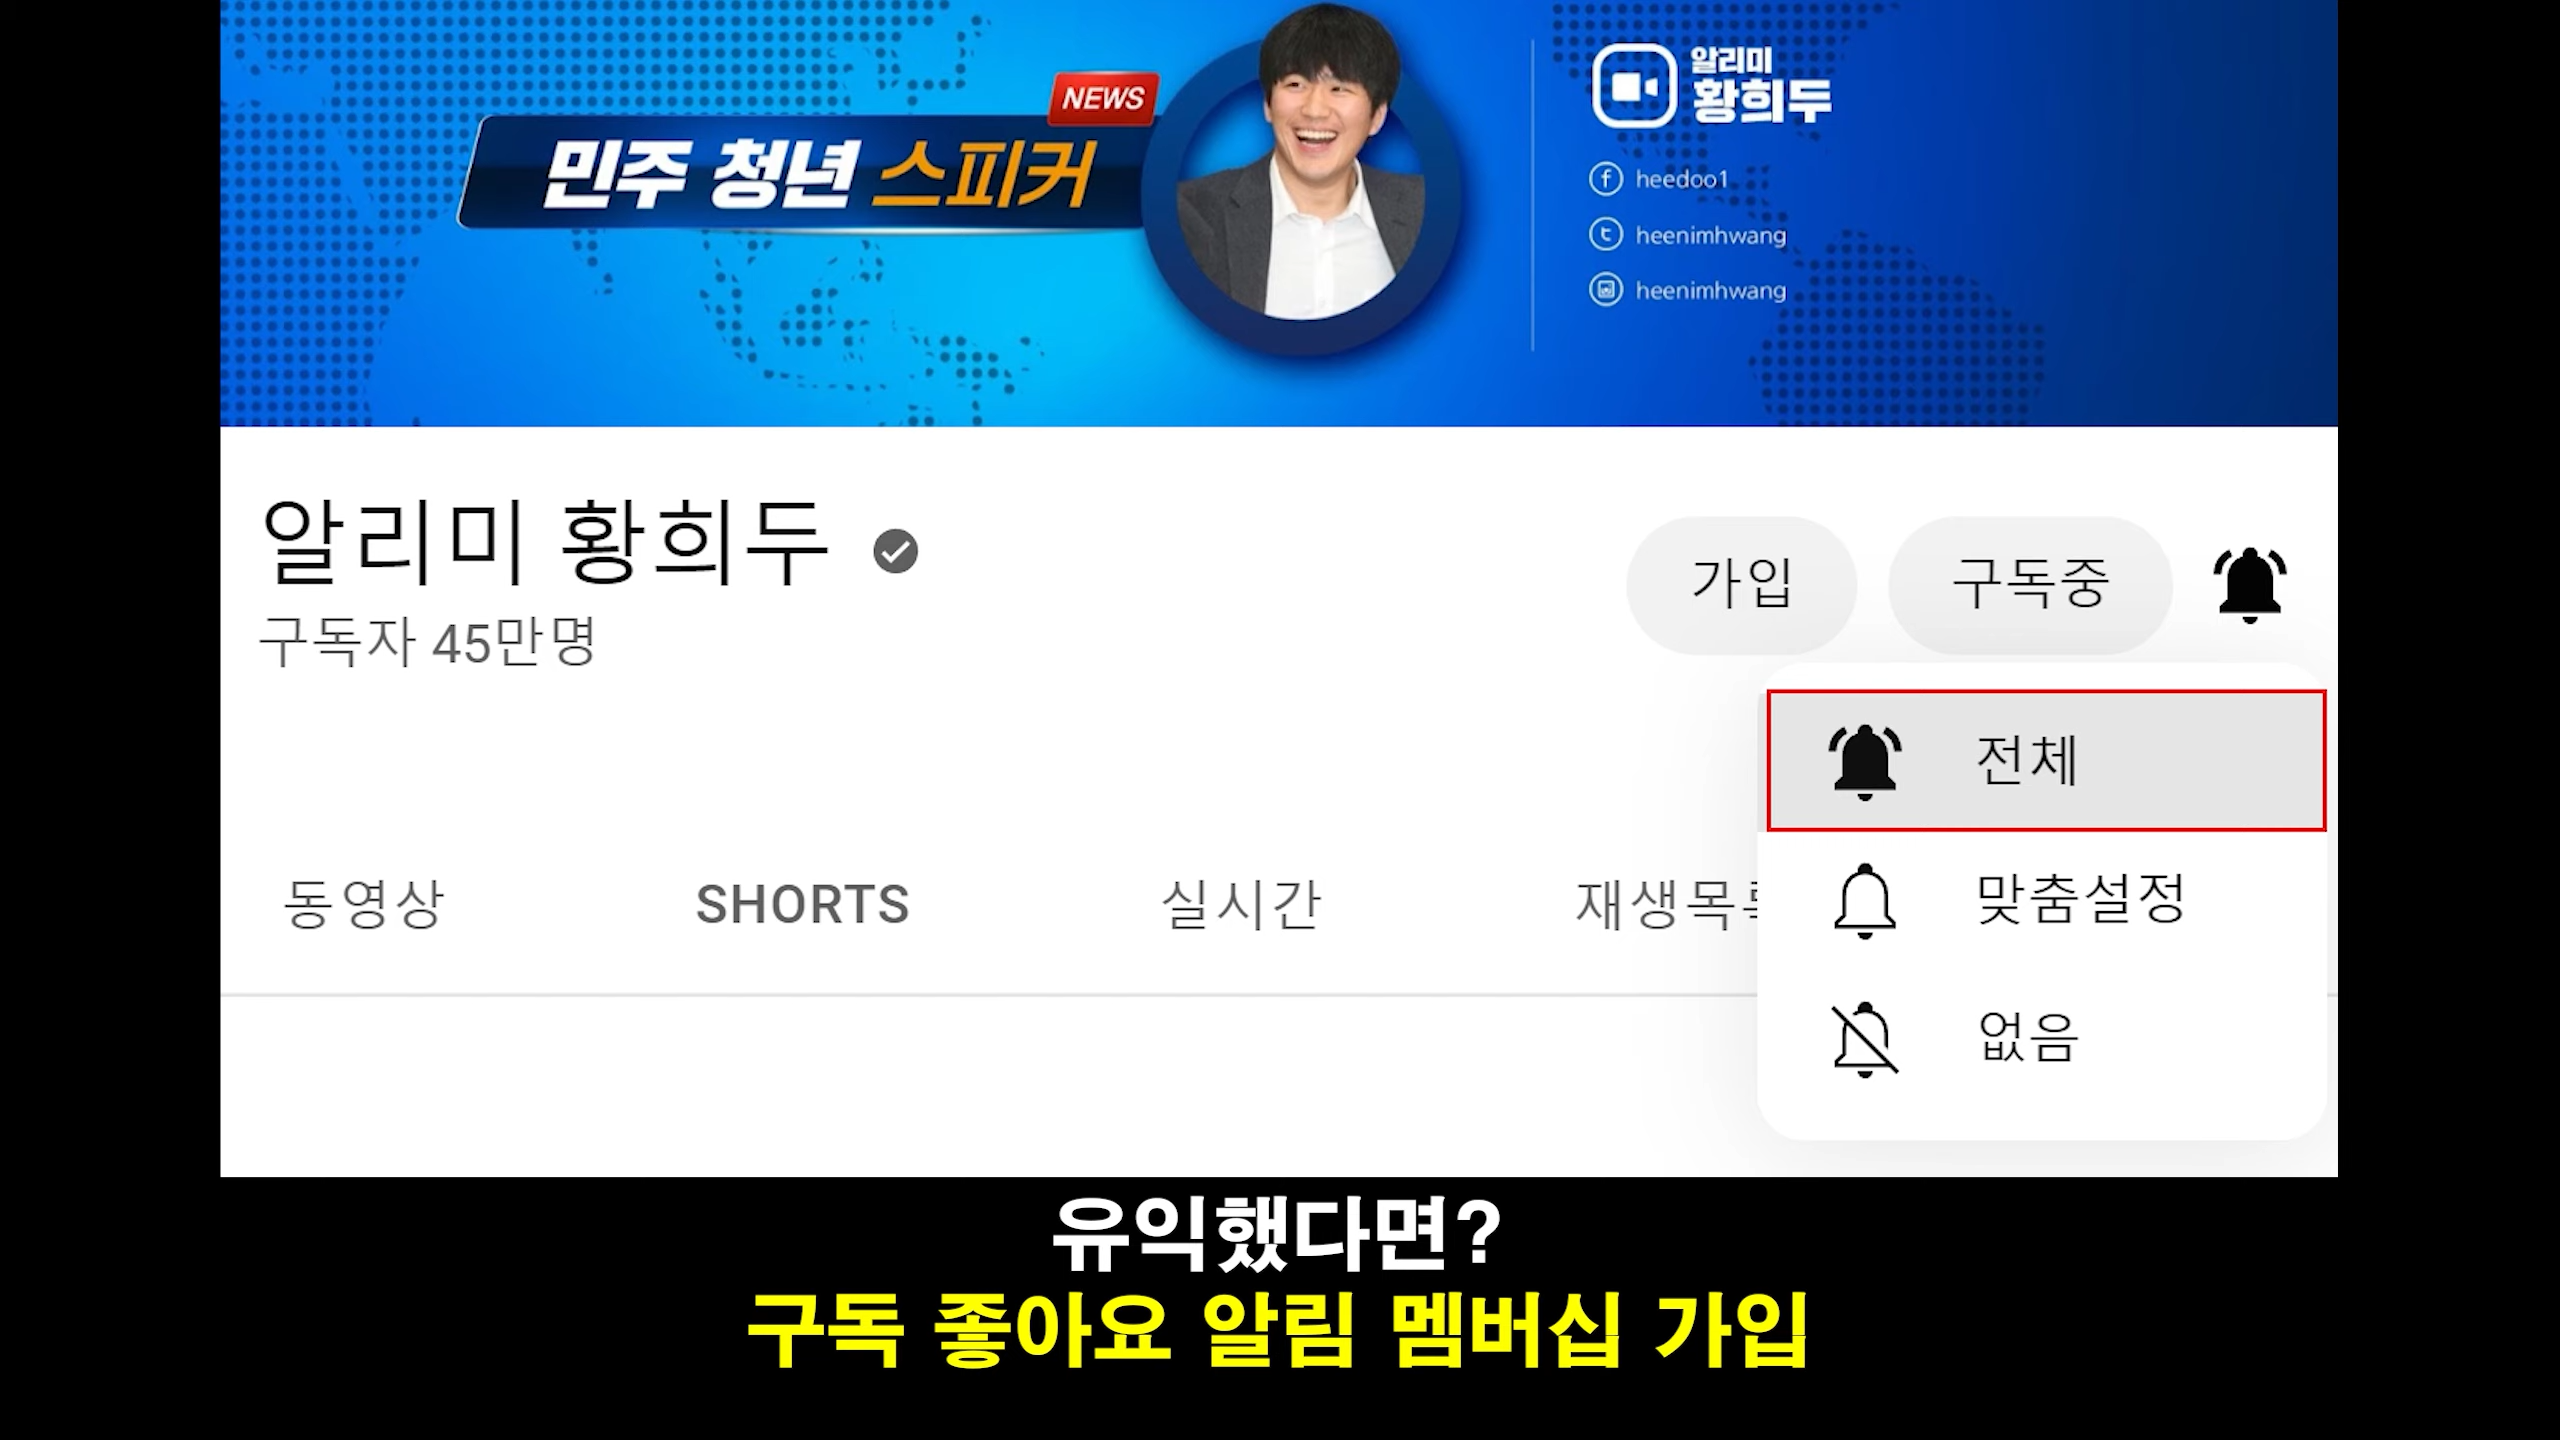 NEWS
민주 청년 스피커
알리미
황희두
heedoo1
heenimhwang
heenimhwang
알리미 황희두
구독자 45만명
가입
구독중
전체
맞춤설정
없음
동영상
SHORTS
실시간
재생목
유익했다면?
구독 좋아요 알림 멤버십 가입